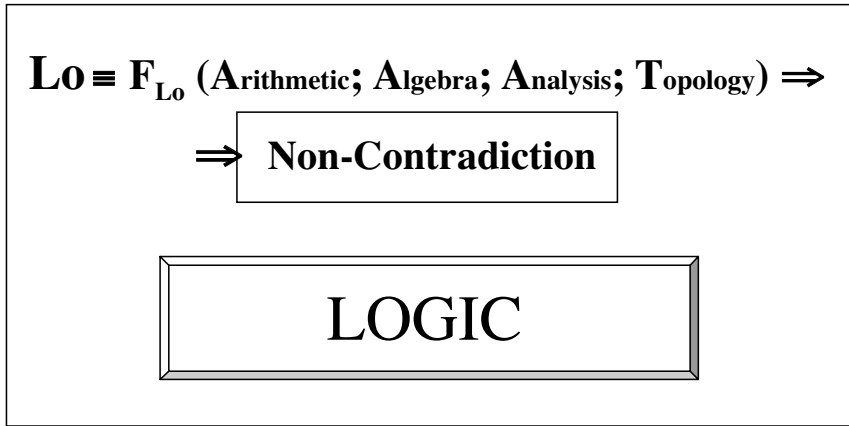 Lo ≡ F_Lo (Arithmetic; Algebra; Analysis; Topology) ⇒
⇒ Non-Contradiction
LOGIC